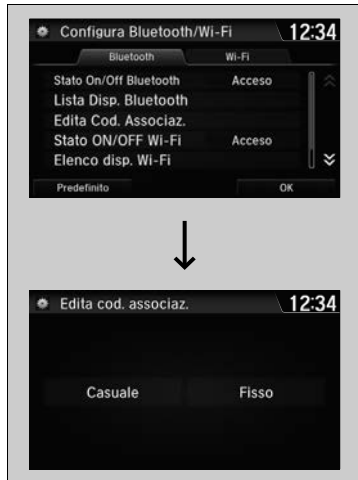 Configura Bluetooth/Wi-Fi 12:34
Bluetooth Wi-Fi
Stato On/Off Bluetooth Acceso
Lista Disp. Bluetooth
Edita Cod. Associaz.
Stato ON/OFF Wi-Fi Acceso
Elenco disp. Wi-Fi
Predefinito OK
Edita cod. associaz. 12:34
Casuale Fisso